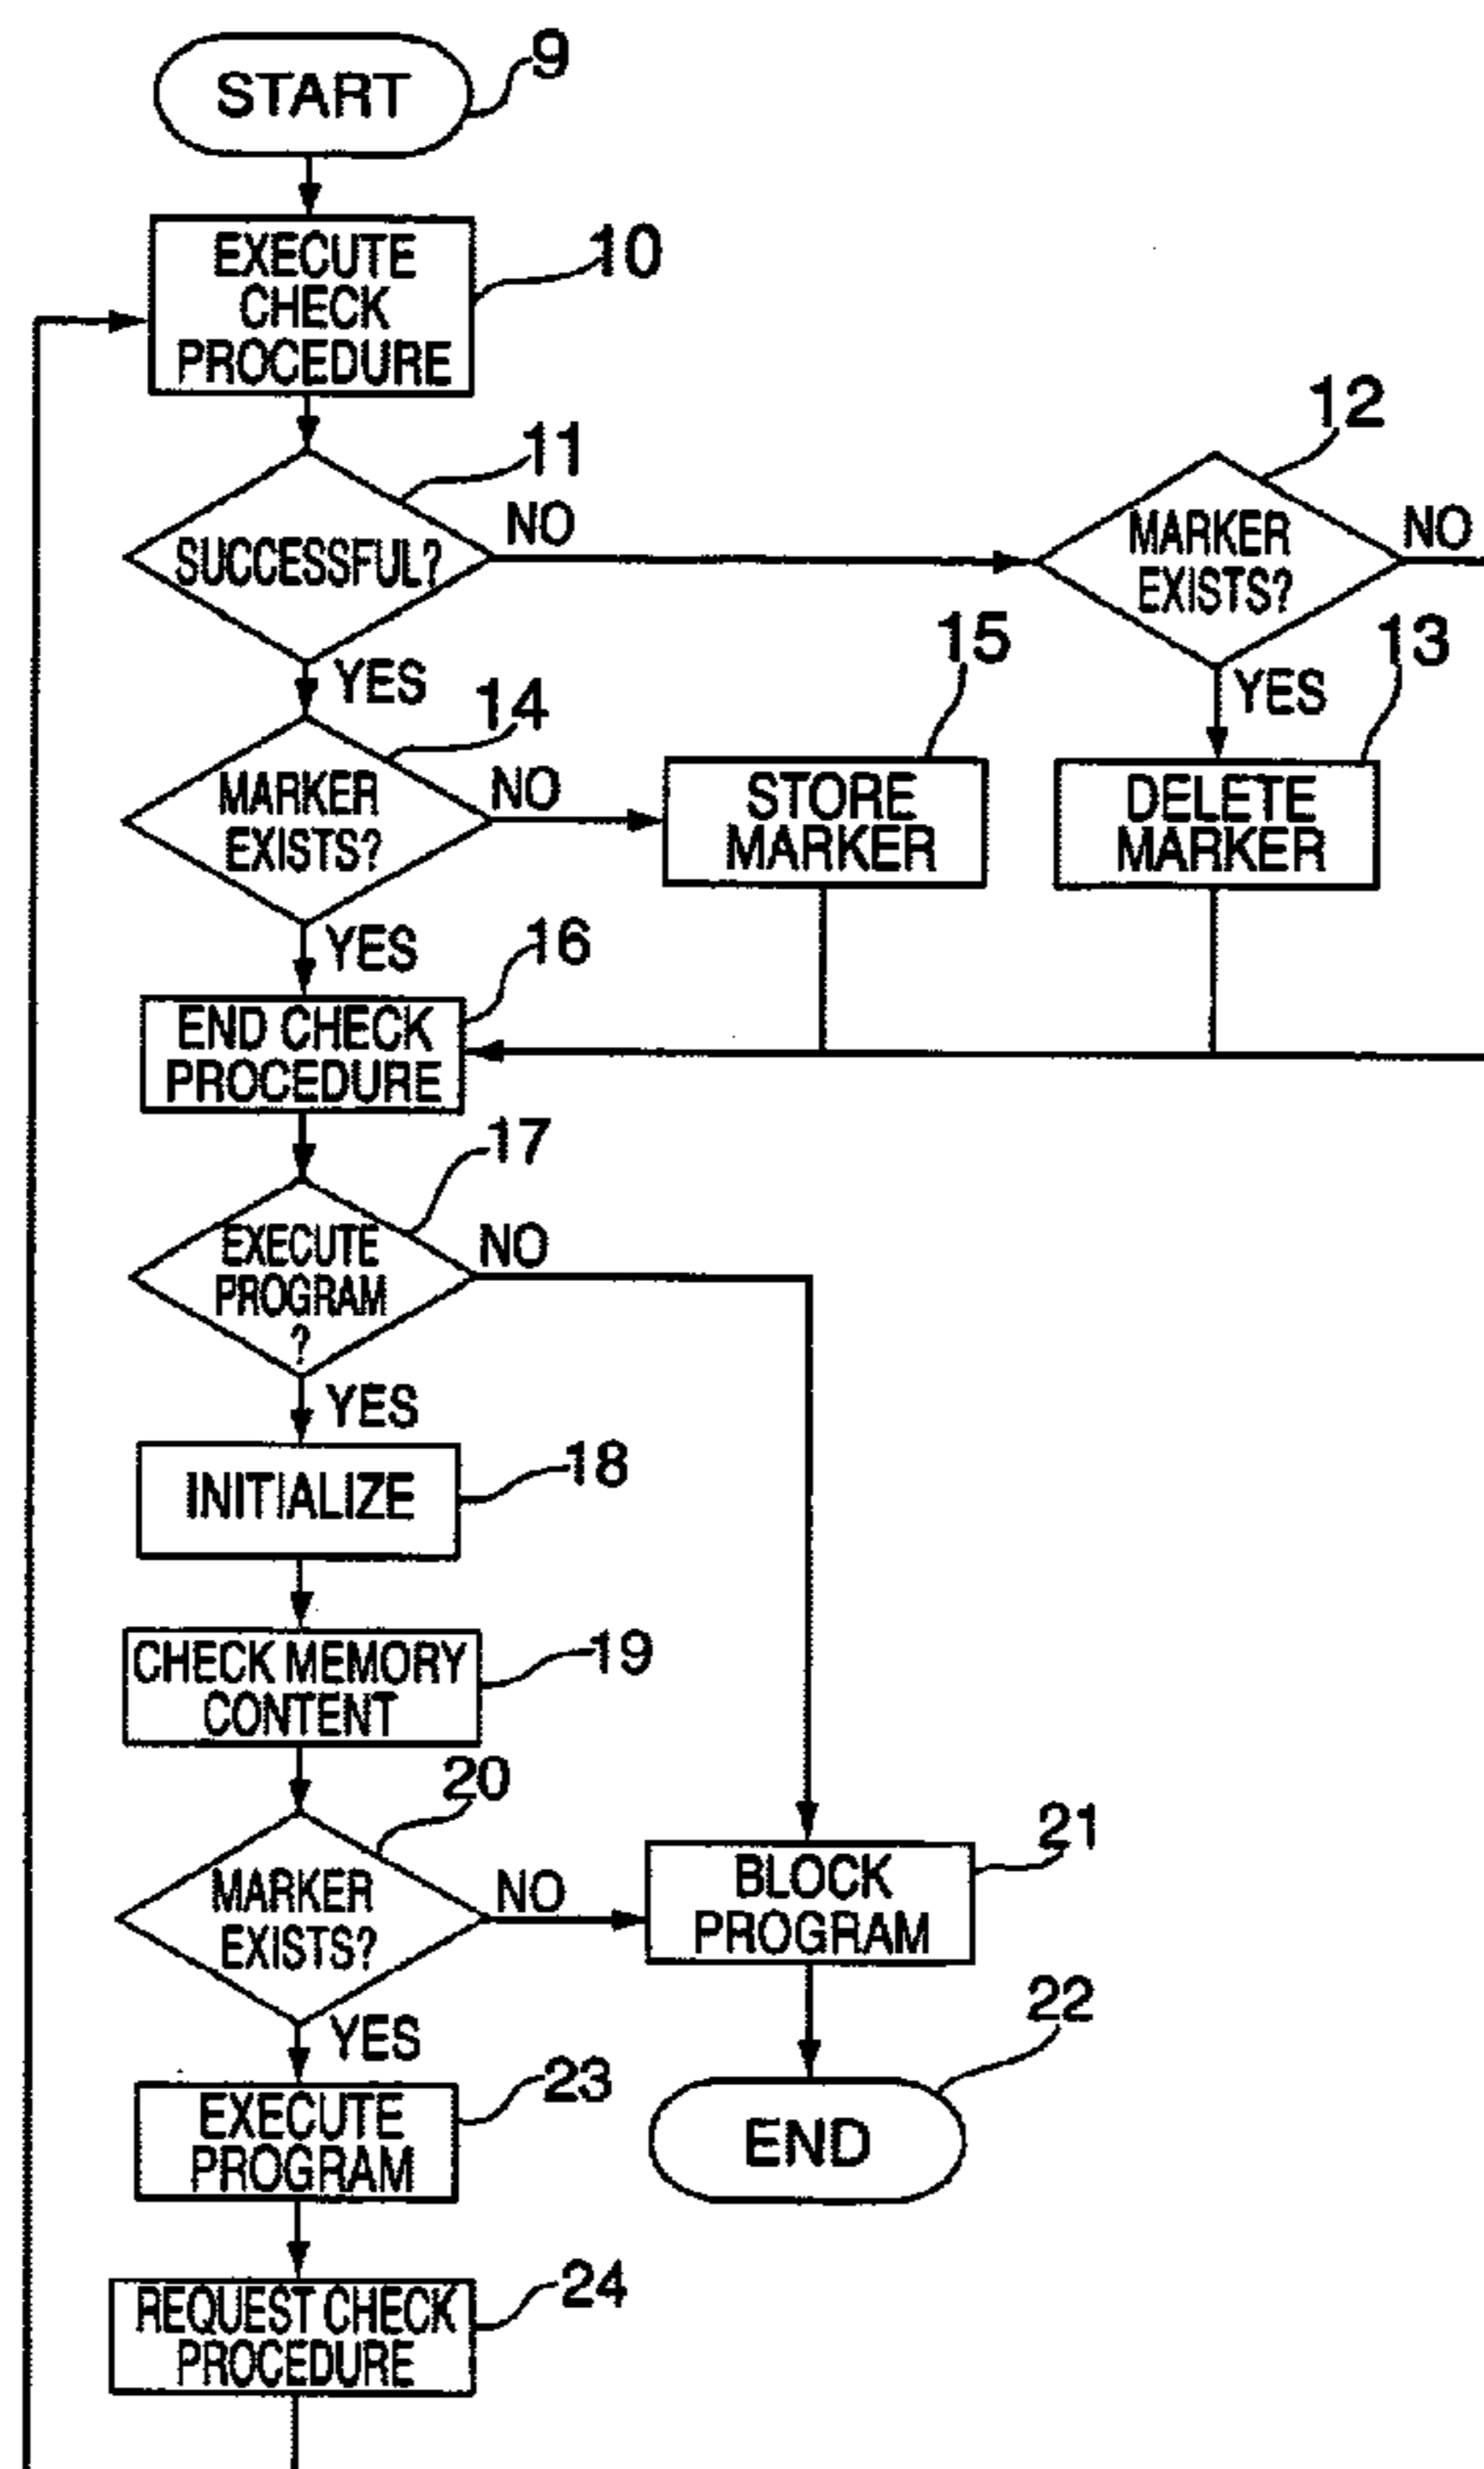 START
9
EXECUTE
CHECK
PROCEDURE
10
SUCCESSFUL?
11
NO
YES
MARKER
EXISTS?
12
NO
YES
MARKER
EXISTS?
14
NO
YES
STORE
MARKER
15
DELETE
MARKER
13
END CHECK
PROCEDURE
16
EXECUTE
PROGRAM
?
17
NO
YES
INITIALIZE
18
CHECK MEMORY
CONTENT
19
MARKER
EXISTS?
20
NO
YES
BLOCK
PROGRAM
21
END
22
EXECUTE
PROGRAM
23
REQUEST CHECK
PROCEDURE
24